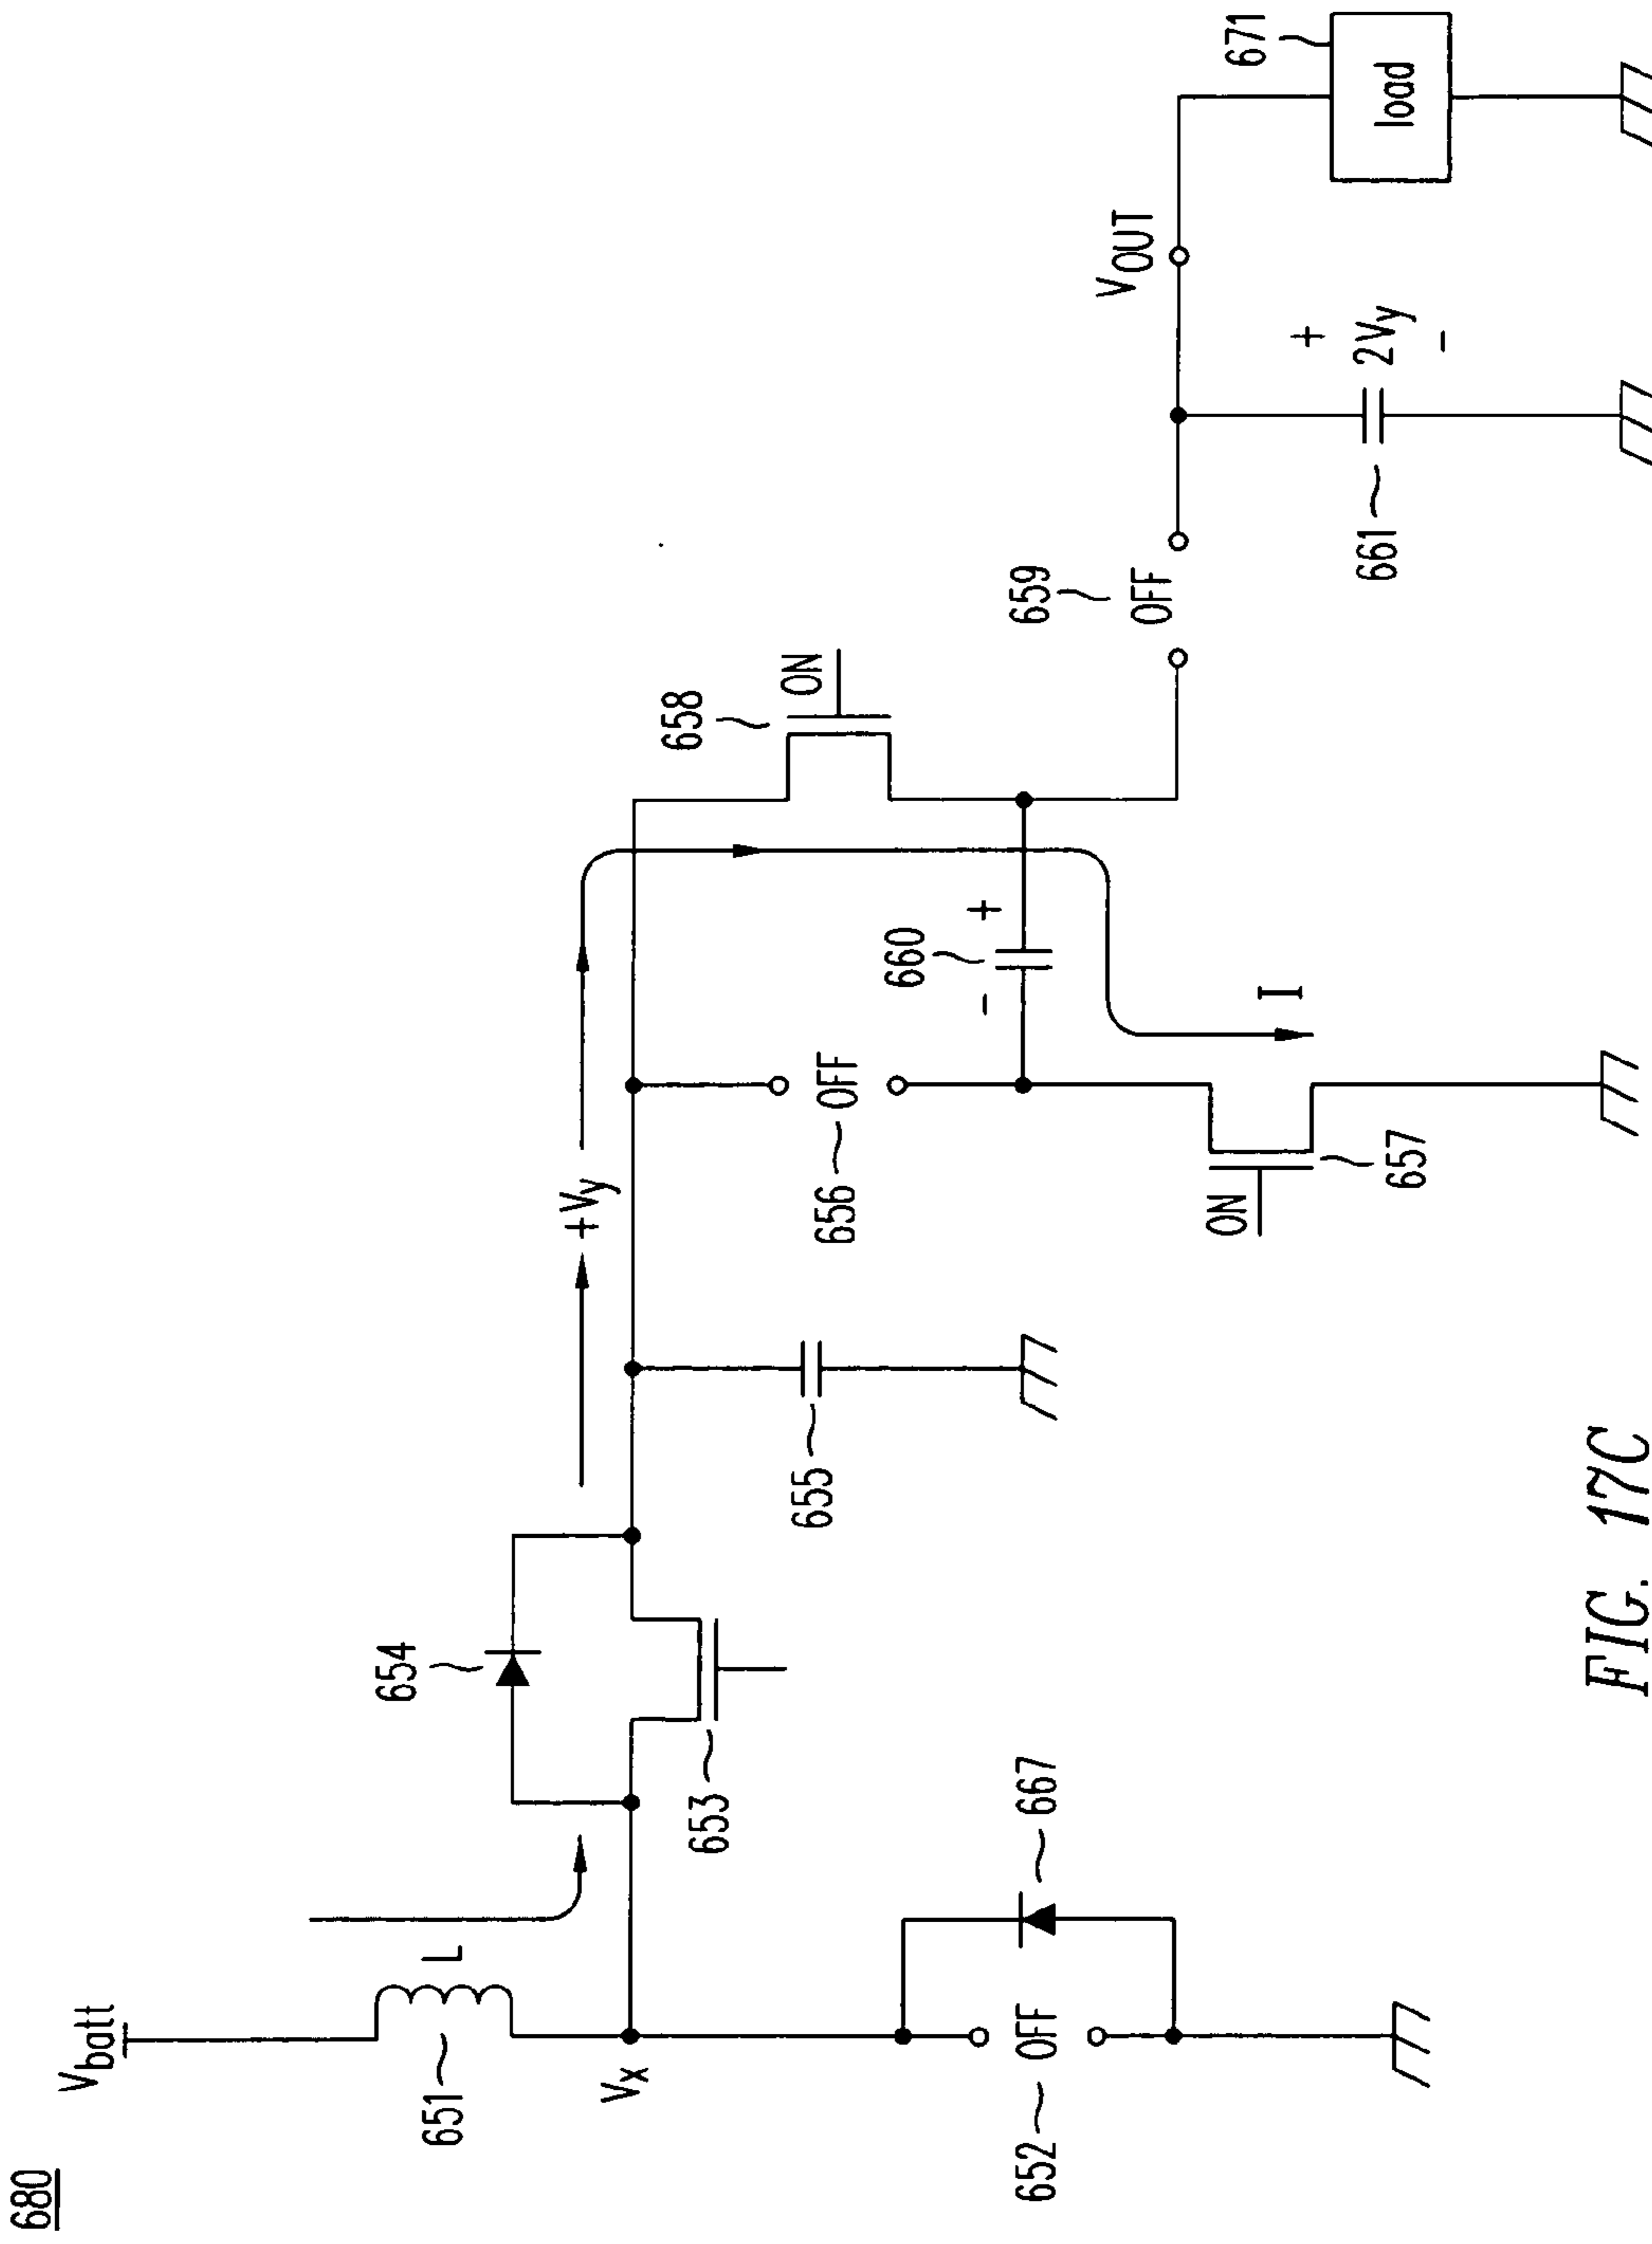 680
V_batt
651
L
V_x
652
OFF
667
653
654
655
+V_y
656
OFF
ON
657
660
-
+
I
658
ON
659
OFF
661
+
2V_y
-
V_OUT
671
load
FIG. 17C